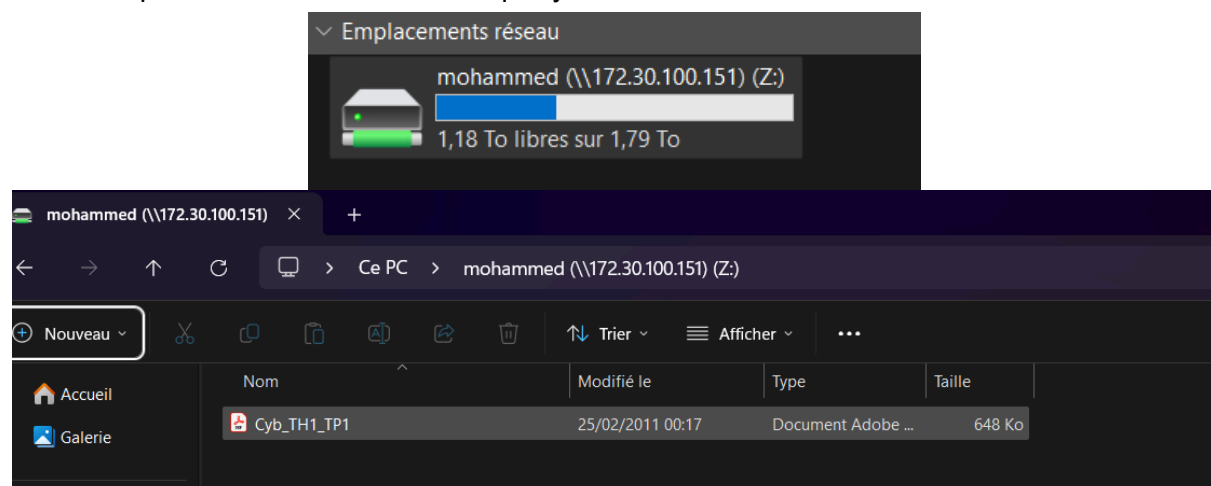 Emplacements réseau
mohammed (\\172.30.100.151) (Z:)
1,18 To libres sur 1,79 To
mohammed (\\172.30.100.151)
Ce PC > mohammed (\\172.30.100.151) (Z:)
Nouveau Trier Afficher
Accueil
Galerie
Nom Modifié le Type Taille
Cyb_TH1_TP1 25/02/2011 00:17 Document Adobe ... 648 Ko